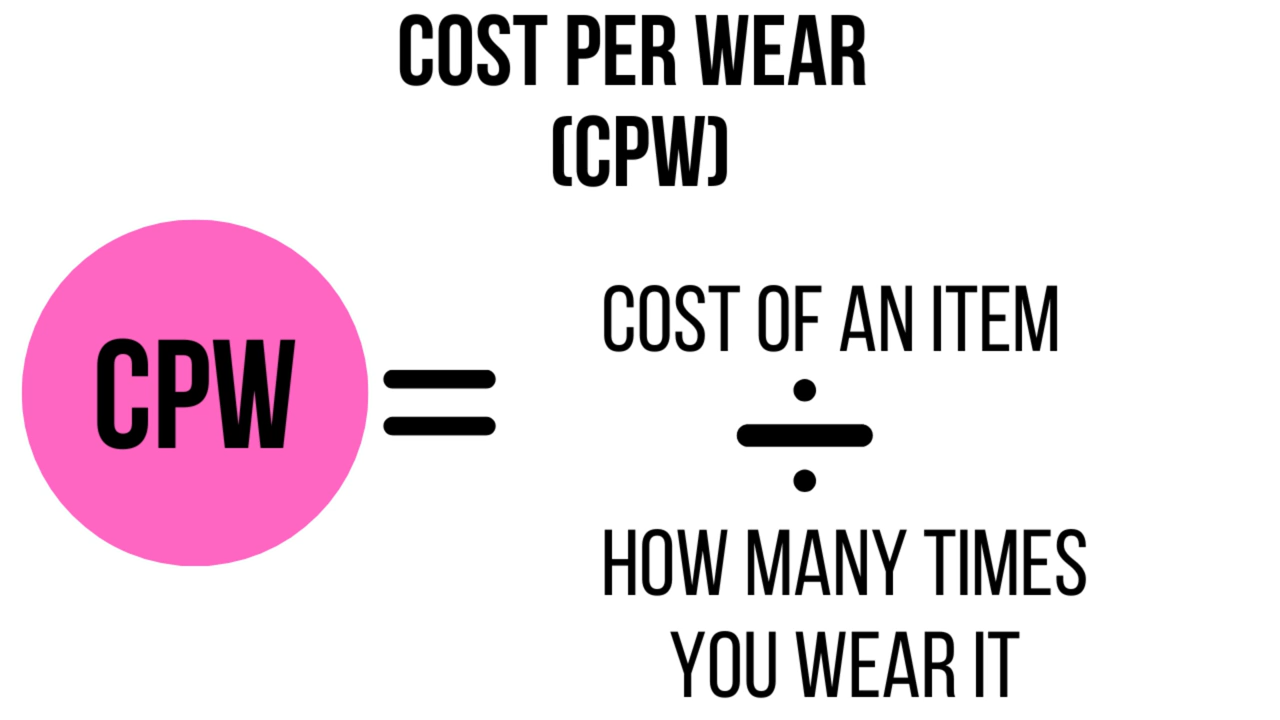 COST PER WEAR
(CPW)
CPW
=
COST OF AN ITEM
÷
HOW MANY TIMES
YOU WEAR IT